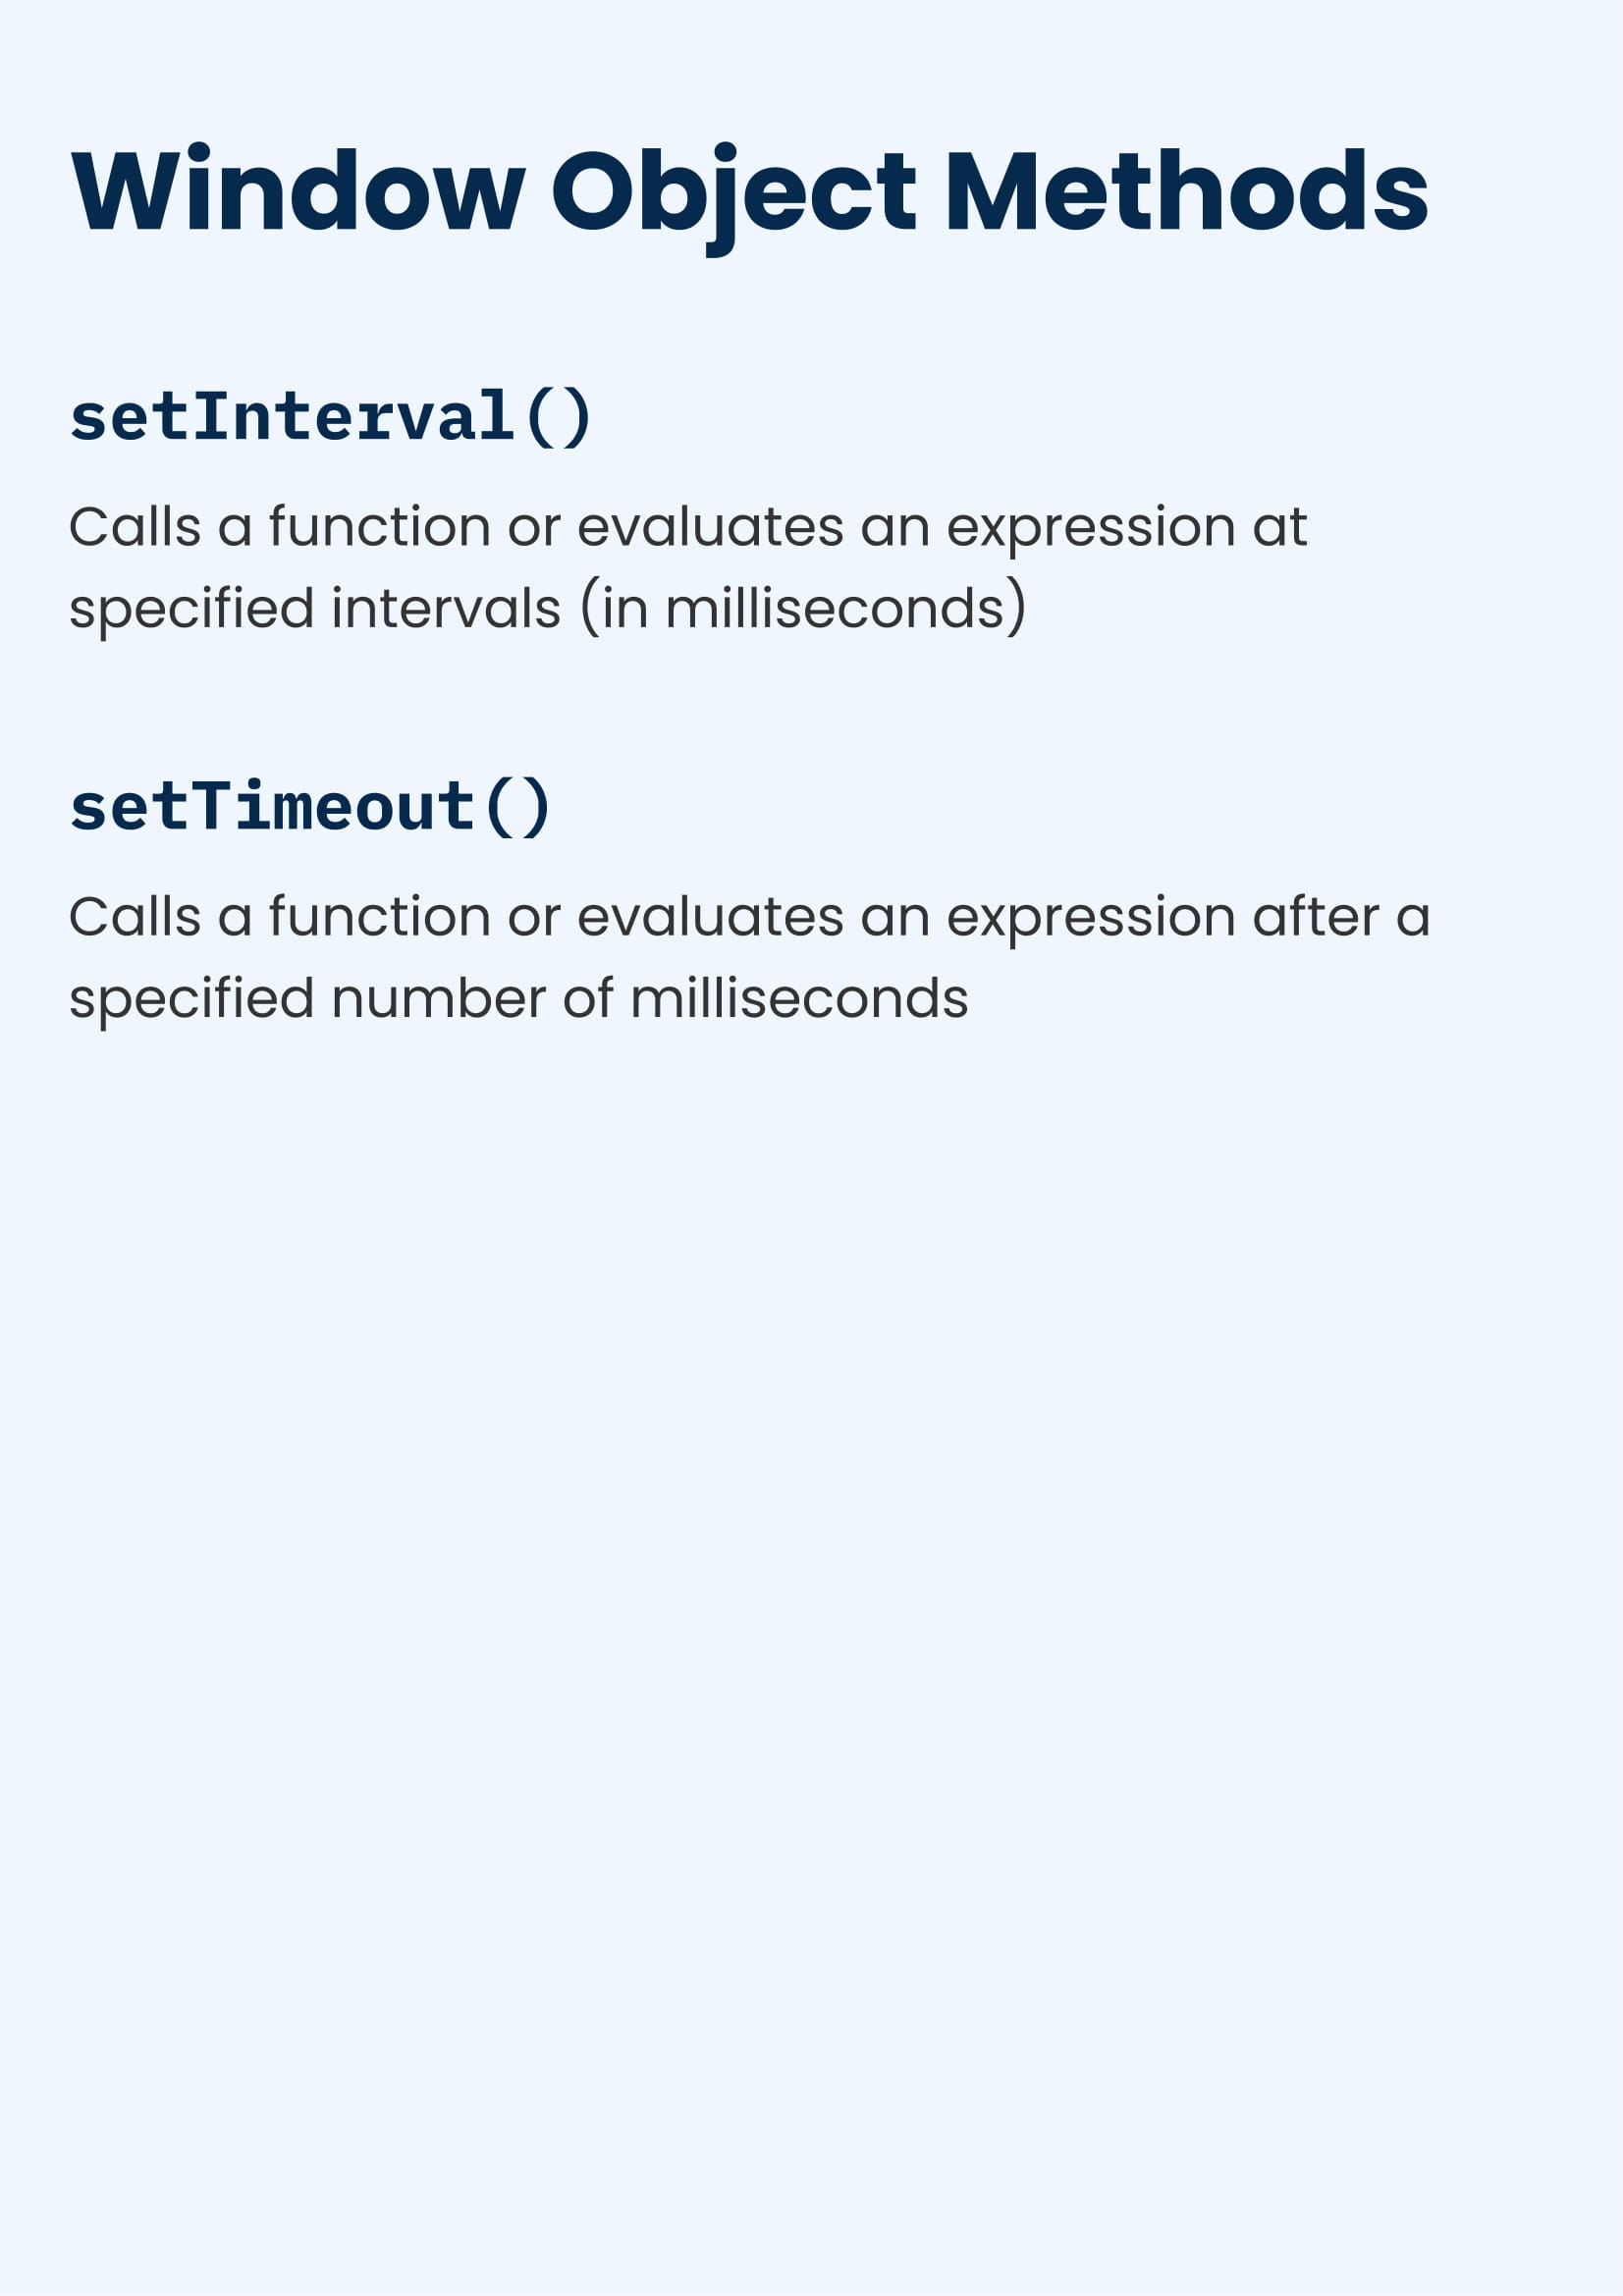 Window Object Methods
setInterval()
Calls a function or evaluates an expression at
specified intervals (in milliseconds)
setTimeout()
Calls a function or evaluates an expression after a
specified number of milliseconds